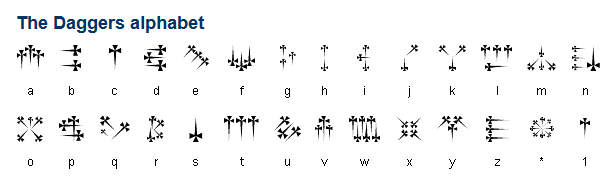 The Daggers alphabet
a b c d e f g h i j k l m n
o p q r s t u v w x y z * 1